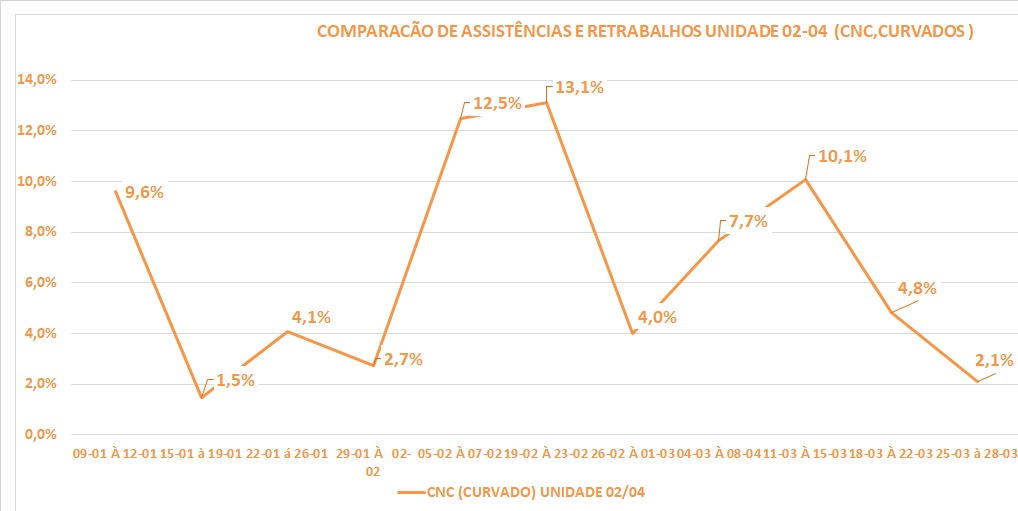 COMPARACÃO DE ASSISTÊNCIAS E RETRABALHOS UNIDADE 02-04 (CNC,CURVADOS )
14,0%
12,0%
10,0%
8,0%
6,0%
4,0%
2,0%
0,0%
9,6%
1,5%
4,1%
2,7%
12,5%
13,1%
4,0%
7,7%
10,1%
4,8%
2,1%
09-01 À 12-01
15-01 à 19-01
22-01 á 26-01
29-01 À 02-
02
05-02 À 07-02
19-02 À 23-02
26-02 À 01-03
04-03 À 08-04
11-03 À 15-03
18-03 À 22-03
25-03 à 28-03
CNC (CURVADO) UNIDADE 02/04